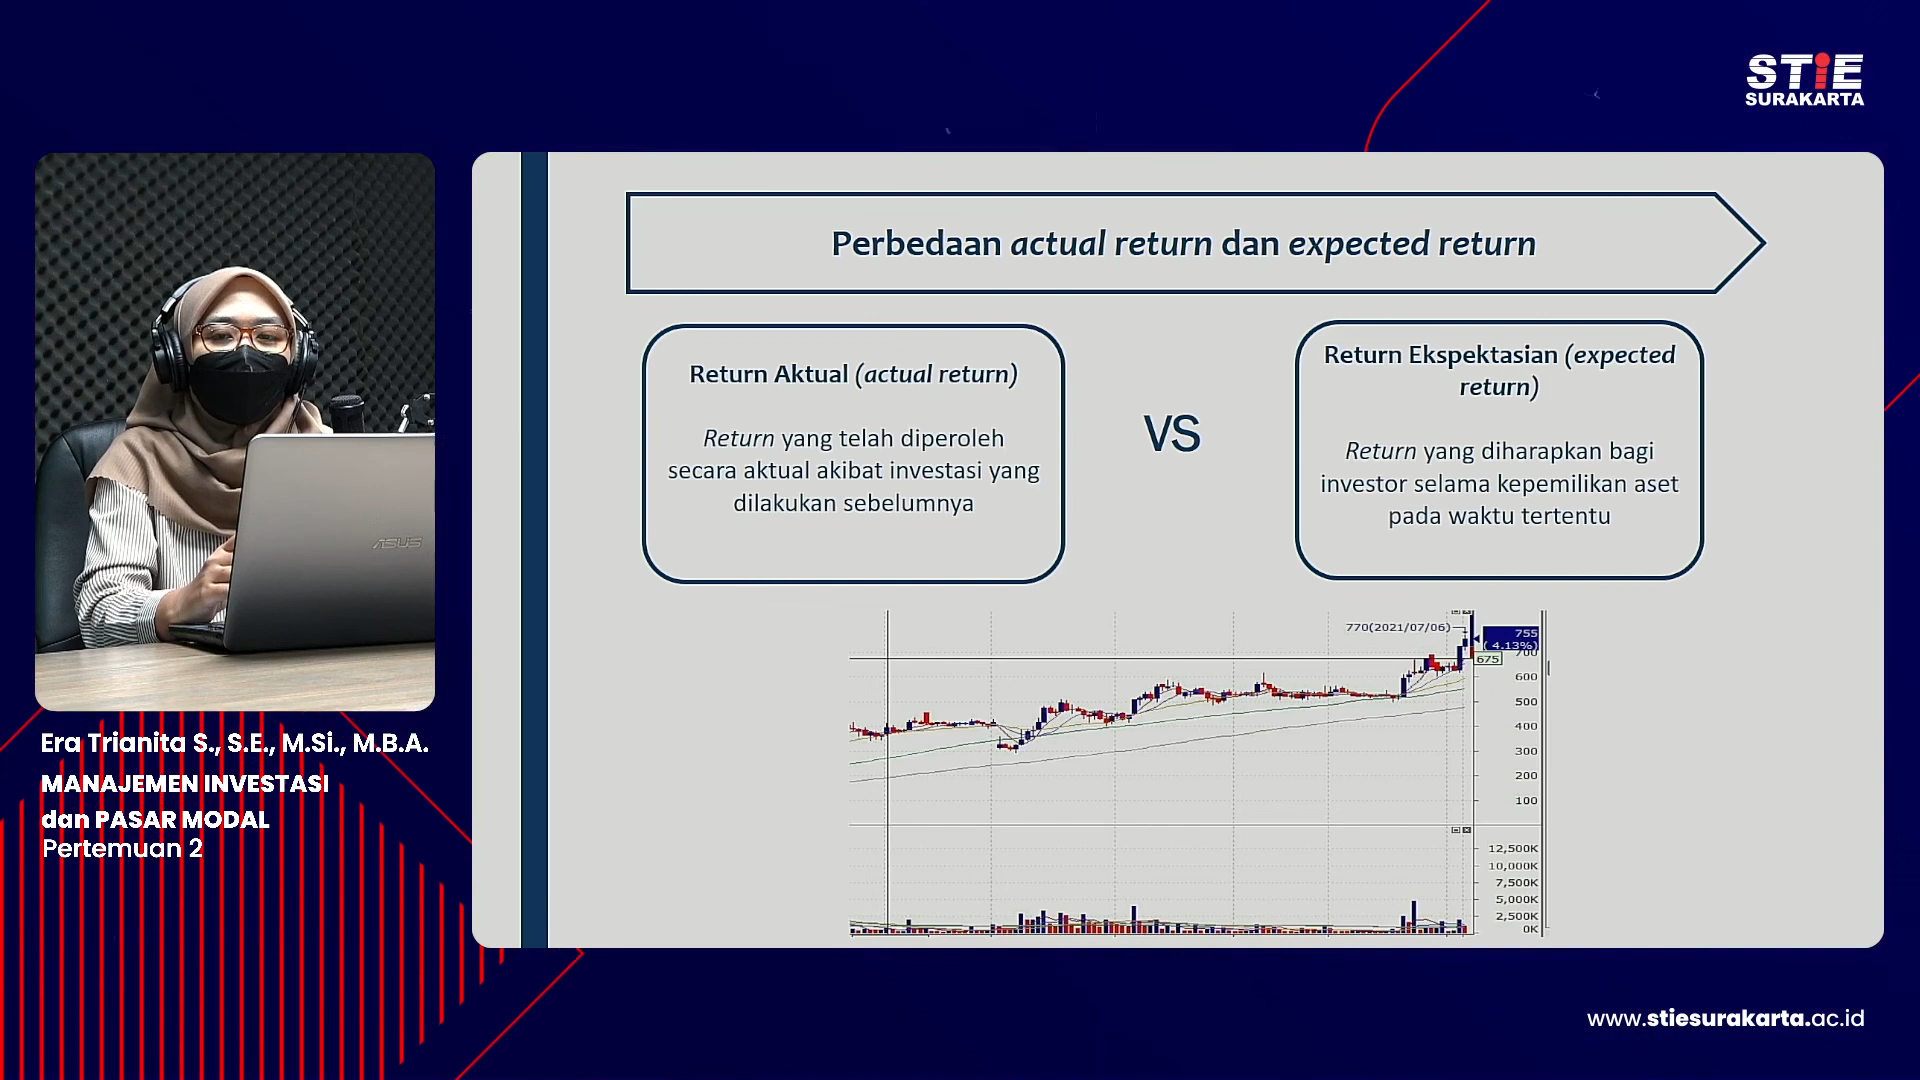 STiE
SURAKARTA
Perbedaan actual return dan expected return
Return Aktual (actual return)
Return yang telah diperoleh
secara aktual akibat investasi yang
dilakukan sebelumnya
VS
Return Ekspektasian (expected
return)
Return yang diharapkan bagi
investor selama kepemilikan aset
pada waktu tertentu
770(2021/07/06)
755
( 4.13%)
700
675
600
500
400
300
200
100
12,500K
10,000K
7,500K
5,000K
2,500K
0K
ASUS
Era Trianita S., S.E., M.Si., M.B.A.
MANAJEMEN INVESTASI
dan PASAR MODAL
Pertemuan 2
www.stiesurakarta.ac.id